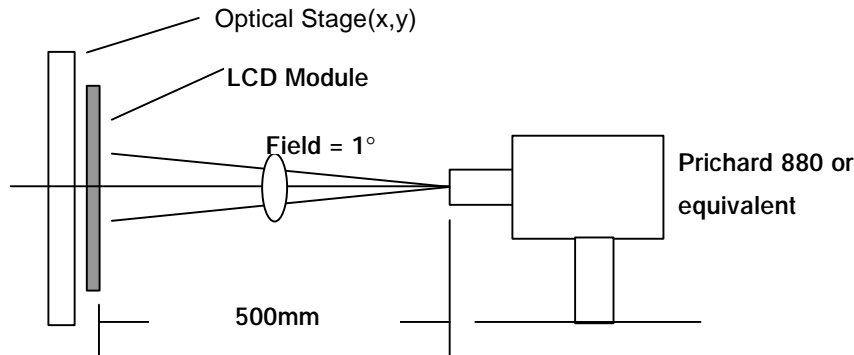 Optical Stage(x,y)
LCD Module
Field = 1°
Prichard 880 or
equivalent
500mm